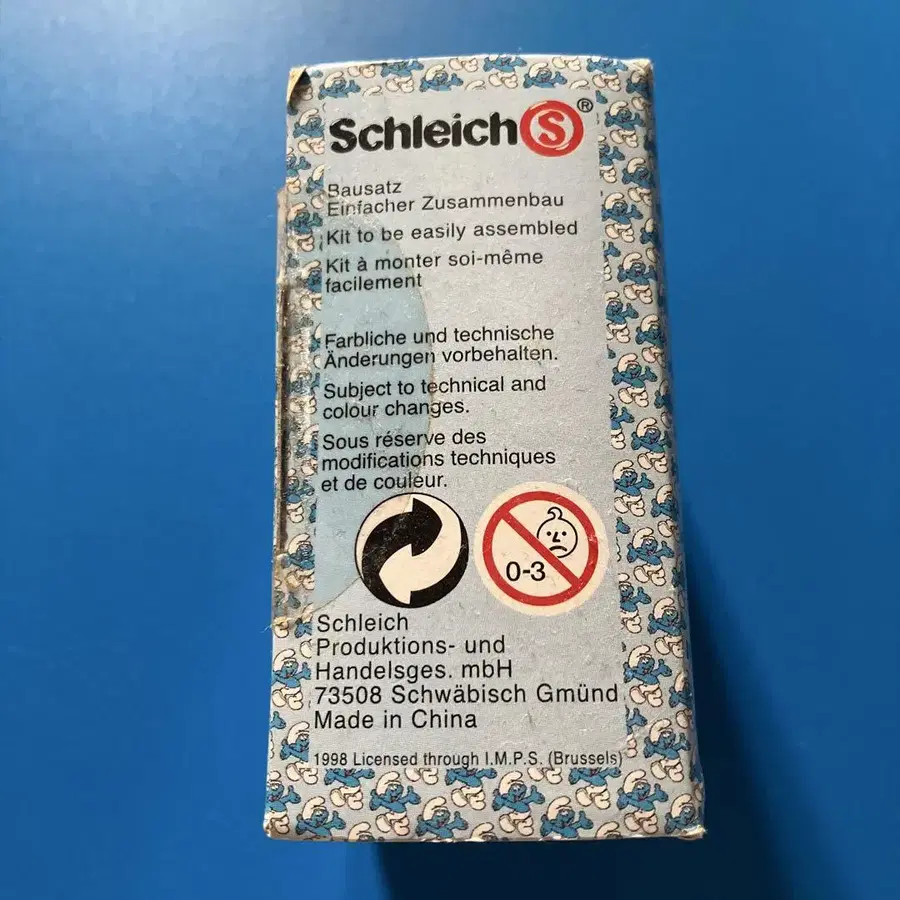 Schleich S®
Bausatz
Einfacher Zusammenbau
Kit to be easily assembled
Kit à monter soi-même
facilement
Farbliche und technische
Änderungen vorbehalten.
Subject to technical and
colour changes.
Sous réserve des
modifications techniques
et de couleur.
0-3
Schleich
Produktions- und
Handelsges. mbH
73508 Schwäbisch Gmünd
Made in China
1998 Licensed through I.M.P.S. (Brussels)